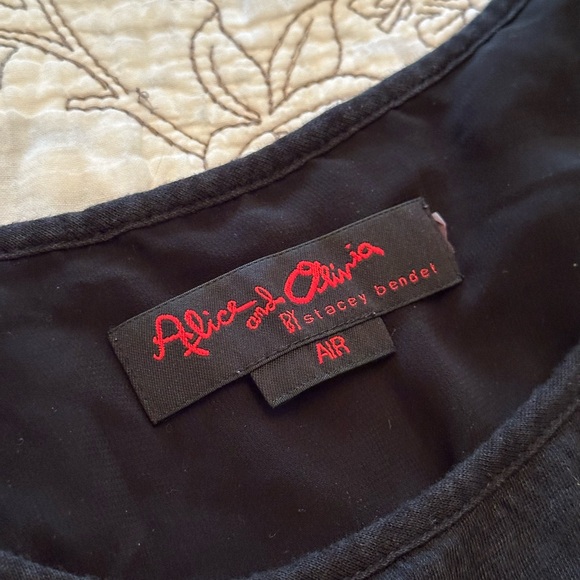 Alice and Olivia
BY stacey bendet
AIR